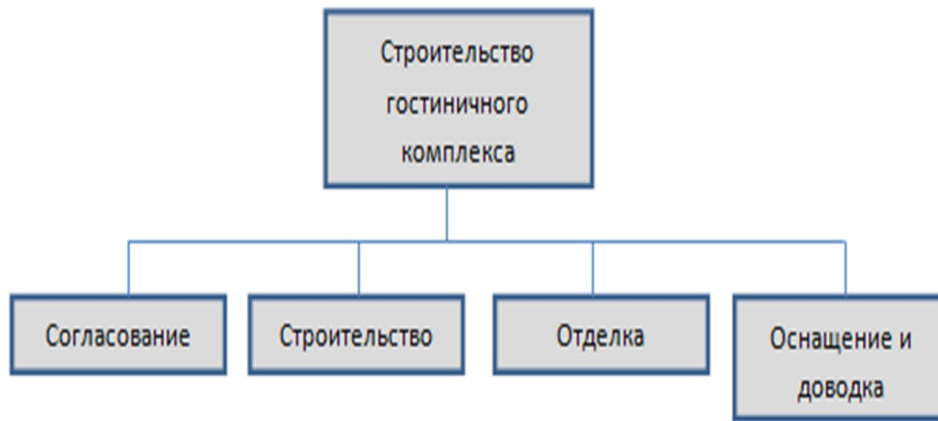 Строительство
гостиничного
комплекса
Согласование
Строительство
Отделка
Оснащение и
доводка